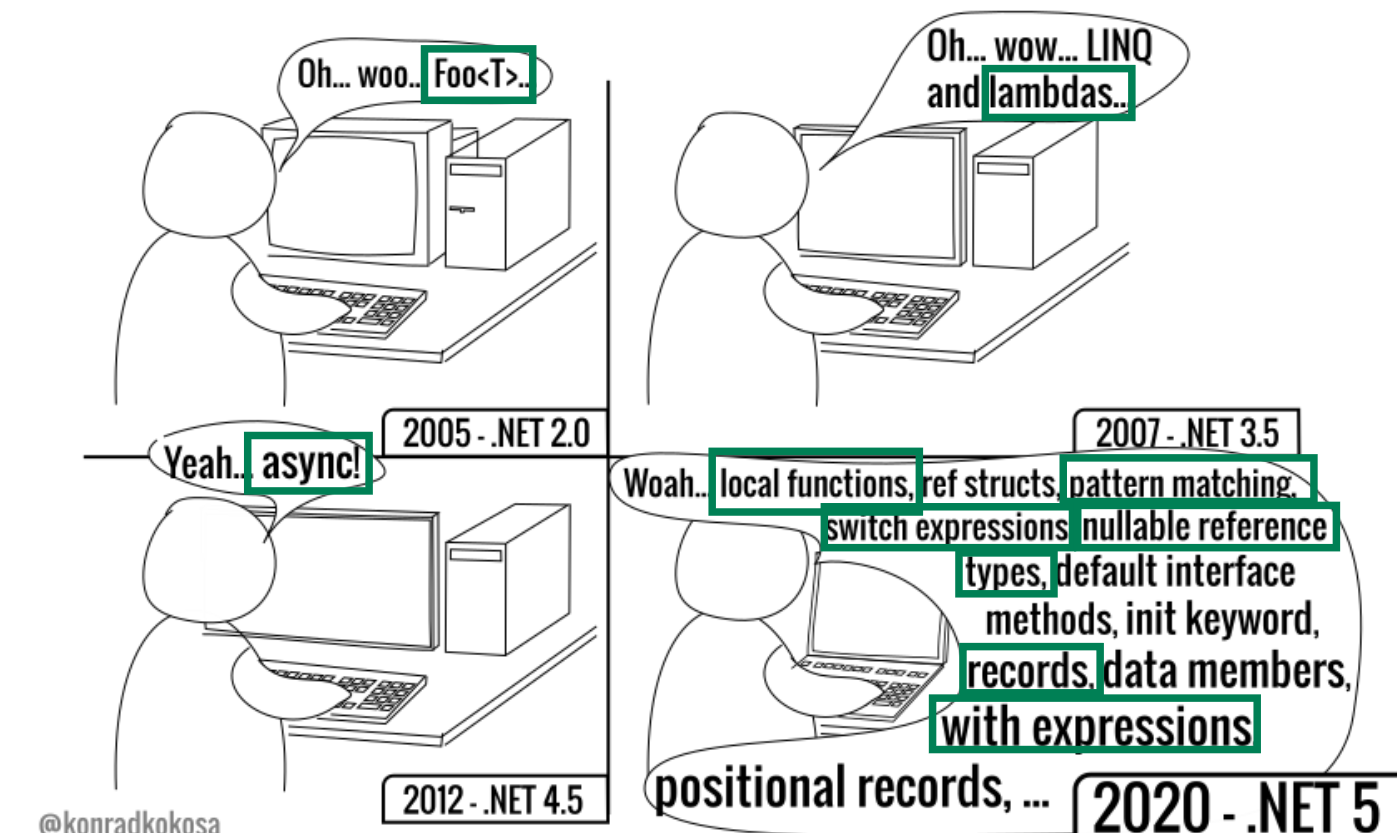 Oh... woo... Foo<T>...
Oh... wow... LINQ
and lambdas...
2005 - .NET 2.0
2007 - .NET 3.5
Yeah... async!
Woah... local functions, ref structs, pattern matching,
switch expressions nullable reference
types, default interface
methods, init keyword,
records, data members,
with expressions
positional records, ...
2012 - .NET 4.5
2020 - .NET 5
@konradkokosa